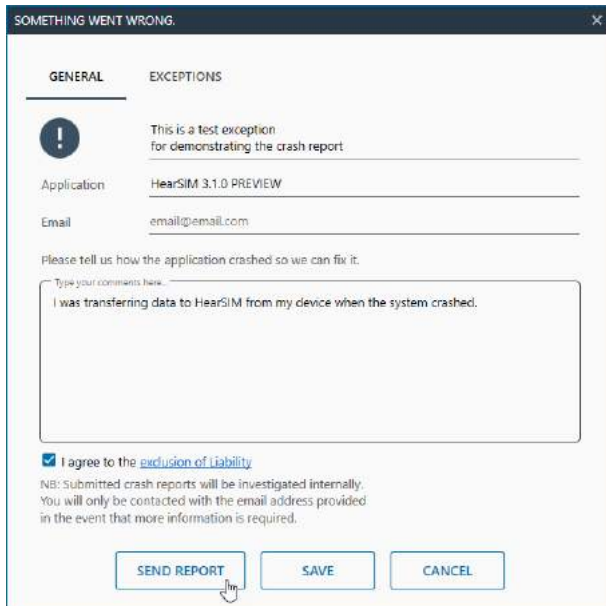 SOMETHING WENT WRONG.
GENERAL EXCEPTIONS
This is a test exception
for demonstrating the crash report
Application HearSIM 3.1.0 PREVIEW
Email email@email.com
Please tell us how the application crashed so we can fix it.
Type your comments here...
I was transferring data to HearSIM from my device when the system crashed.
I agree to the exclusion of Liability
NB: Submitted crash reports will be investigated internally.
You will only be contacted with the email address provided
in the event that more information is required.
SEND REPORT SAVE CANCEL